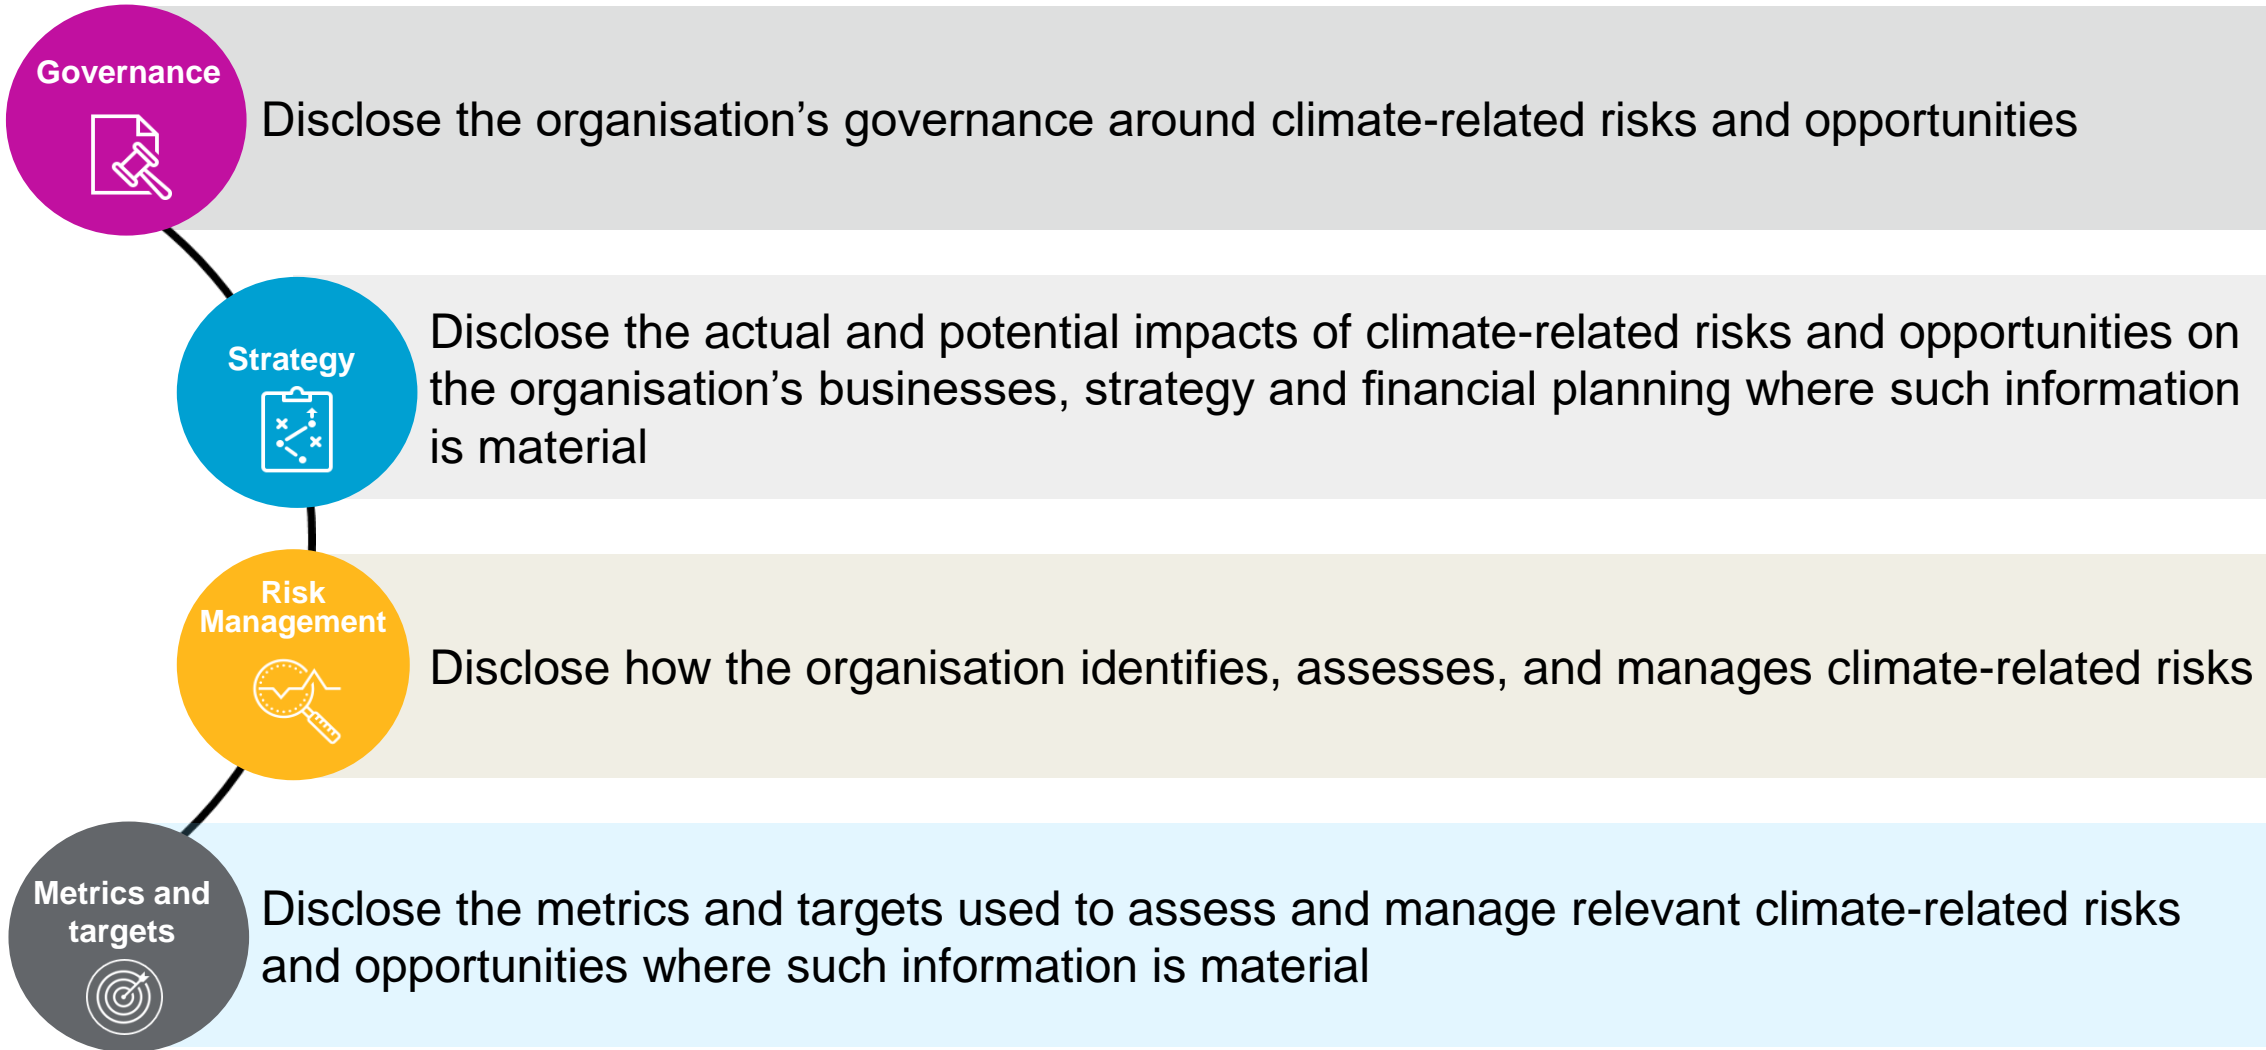 Governance
Disclose the organisation’s governance around climate-related risks and opportunities
Strategy
Disclose the actual and potential impacts of climate-related risks and opportunities on
the organisation’s businesses, strategy and financial planning where such information
is material
Risk
Management
Disclose how the organisation identifies, assesses, and manages climate-related risks
Metrics and
targets
Disclose the metrics and targets used to assess and manage relevant climate-related risks
and opportunities where such information is material